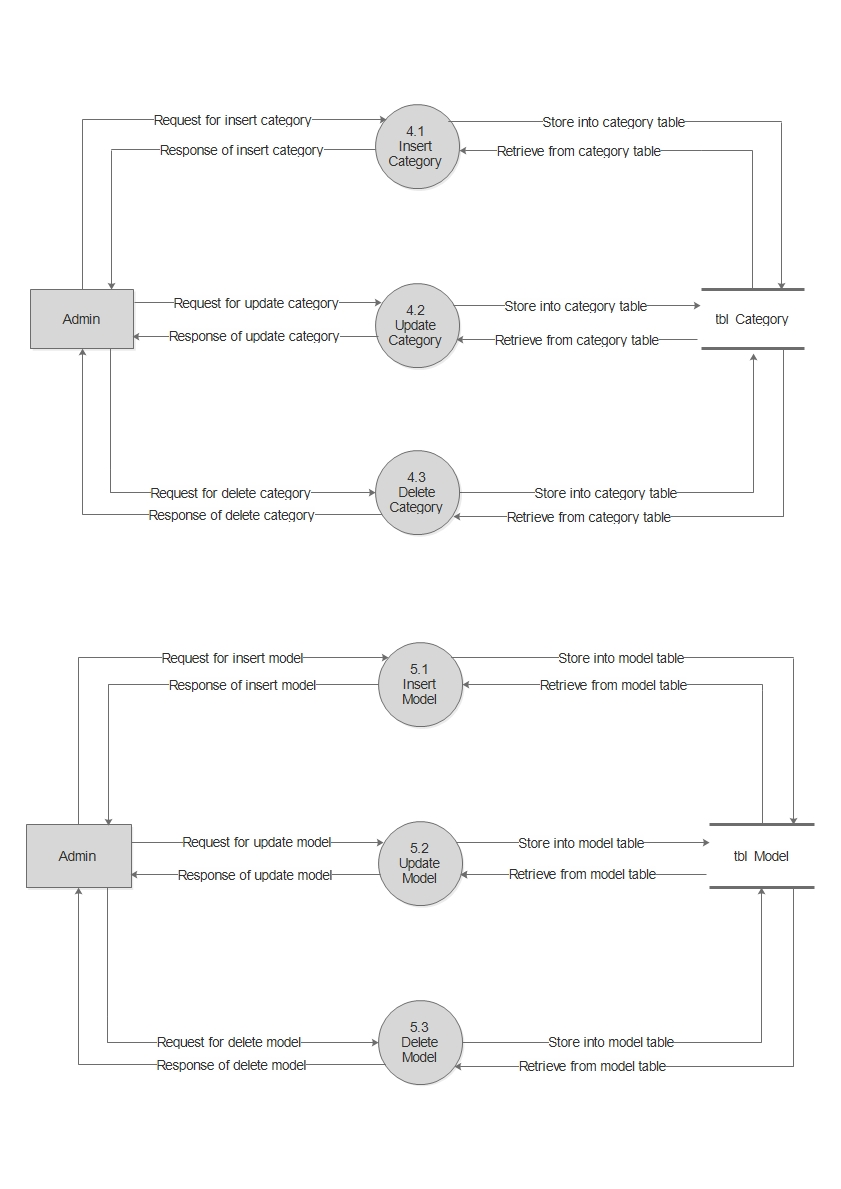 Request for insert category
4.1
Insert
Category
Store into category table
Response of insert category
Retrieve from category table
Admin
Request for update category
Response of update category
4.2
Update
Category
Store into category table
Retrieve from category table
tbl Category
Request for delete category
Response of delete category
4.3
Delete
Category
Store into category table
Retrieve from category table
Request for insert model
Response of insert model
5.1
Insert
Model
Store into model table
Retrieve from model table
Admin
Request for update model
Response of update model
5.2
Update
Model
Store into model table
Retrieve from model table
tbl Model
Request for delete model
Response of delete model
5.3
Delete
Model
Store into model table
Retrieve from model table